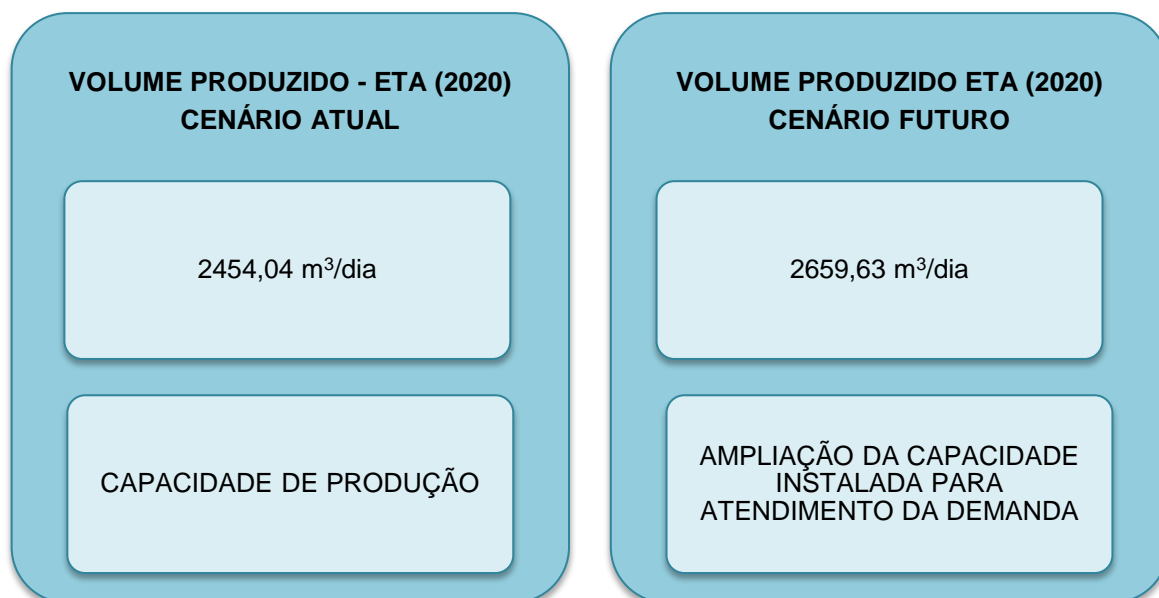 VOLUME PRODUZIDO - ETA (2020)
CENÁRIO ATUAL
2454,04 m³/dia
CAPACIDADE DE PRODUÇÃO
VOLUME PRODUZIDO ETA (2020)
CENÁRIO FUTURO
2659,63 m³/dia
AMPLIAÇÃO DA CAPACIDADE
INSTALADA PARA
ATENDIMENTO DA DEMANDA